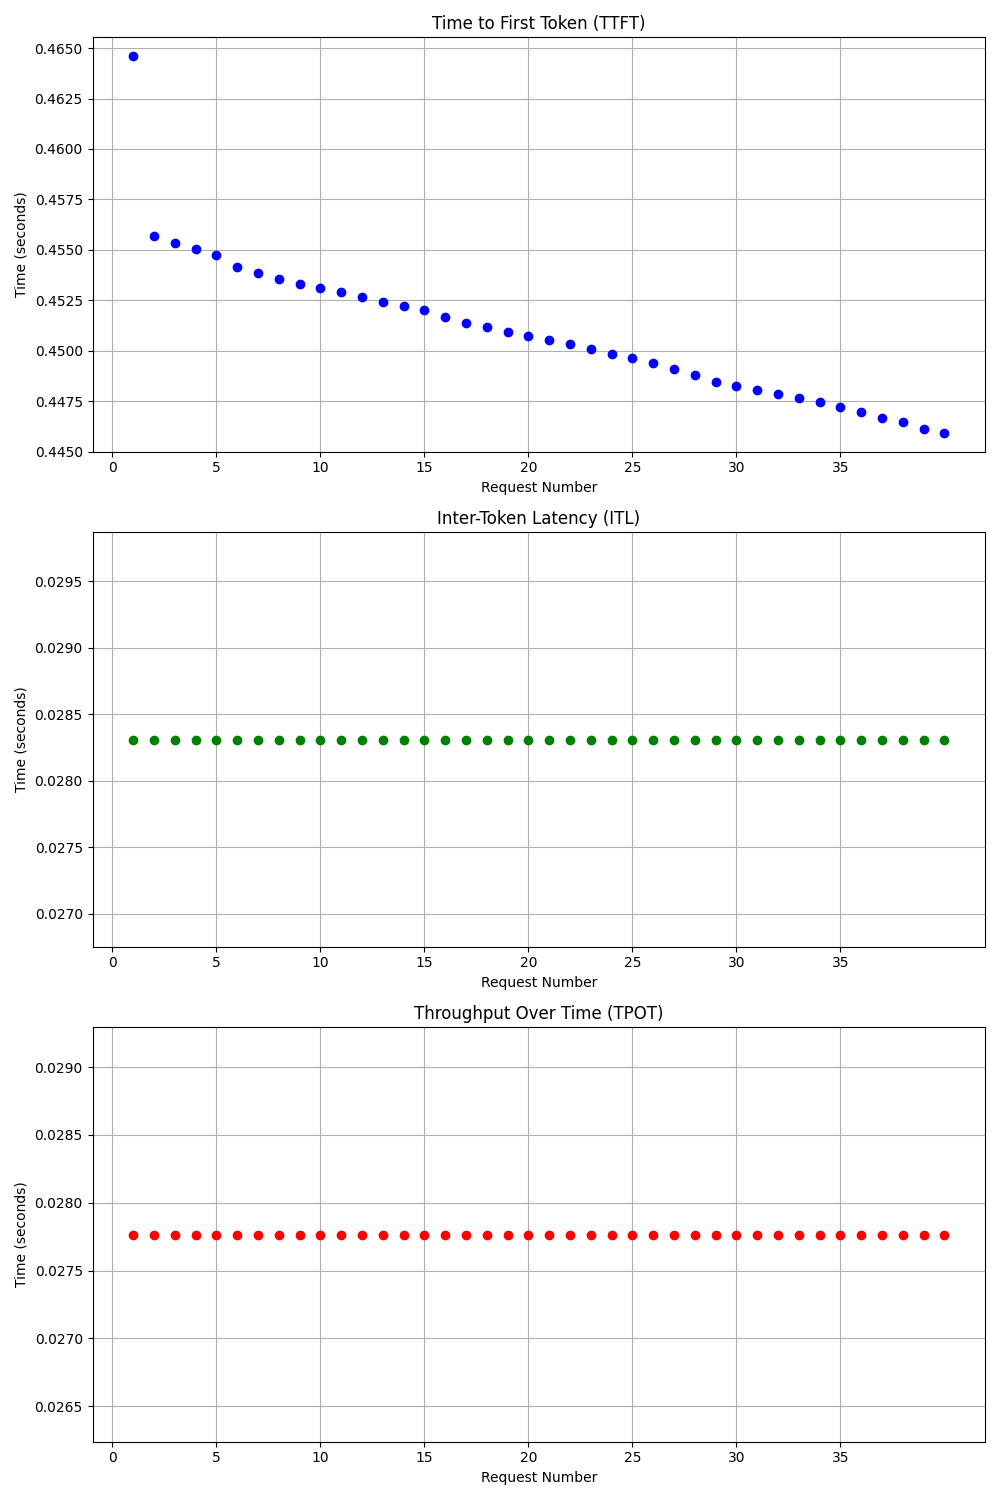 Time to First Token (TTFT)
Time (seconds)
0.4650
0.4625
0.4600
0.4575
0.4550
0.4525
0.4500
0.4475
0.4450
0 5 10 15 20 25 30 35
Request Number
Inter-Token Latency (ITL)
Time (seconds)
0.0295
0.0290
0.0285
0.0280
0.0275
0.0270
0 5 10 15 20 25 30 35
Request Number
Throughput Over Time (TPOT)
Time (seconds)
0.0290
0.0285
0.0280
0.0275
0.0270
0.0265
0 5 10 15 20 25 30 35
Request Number